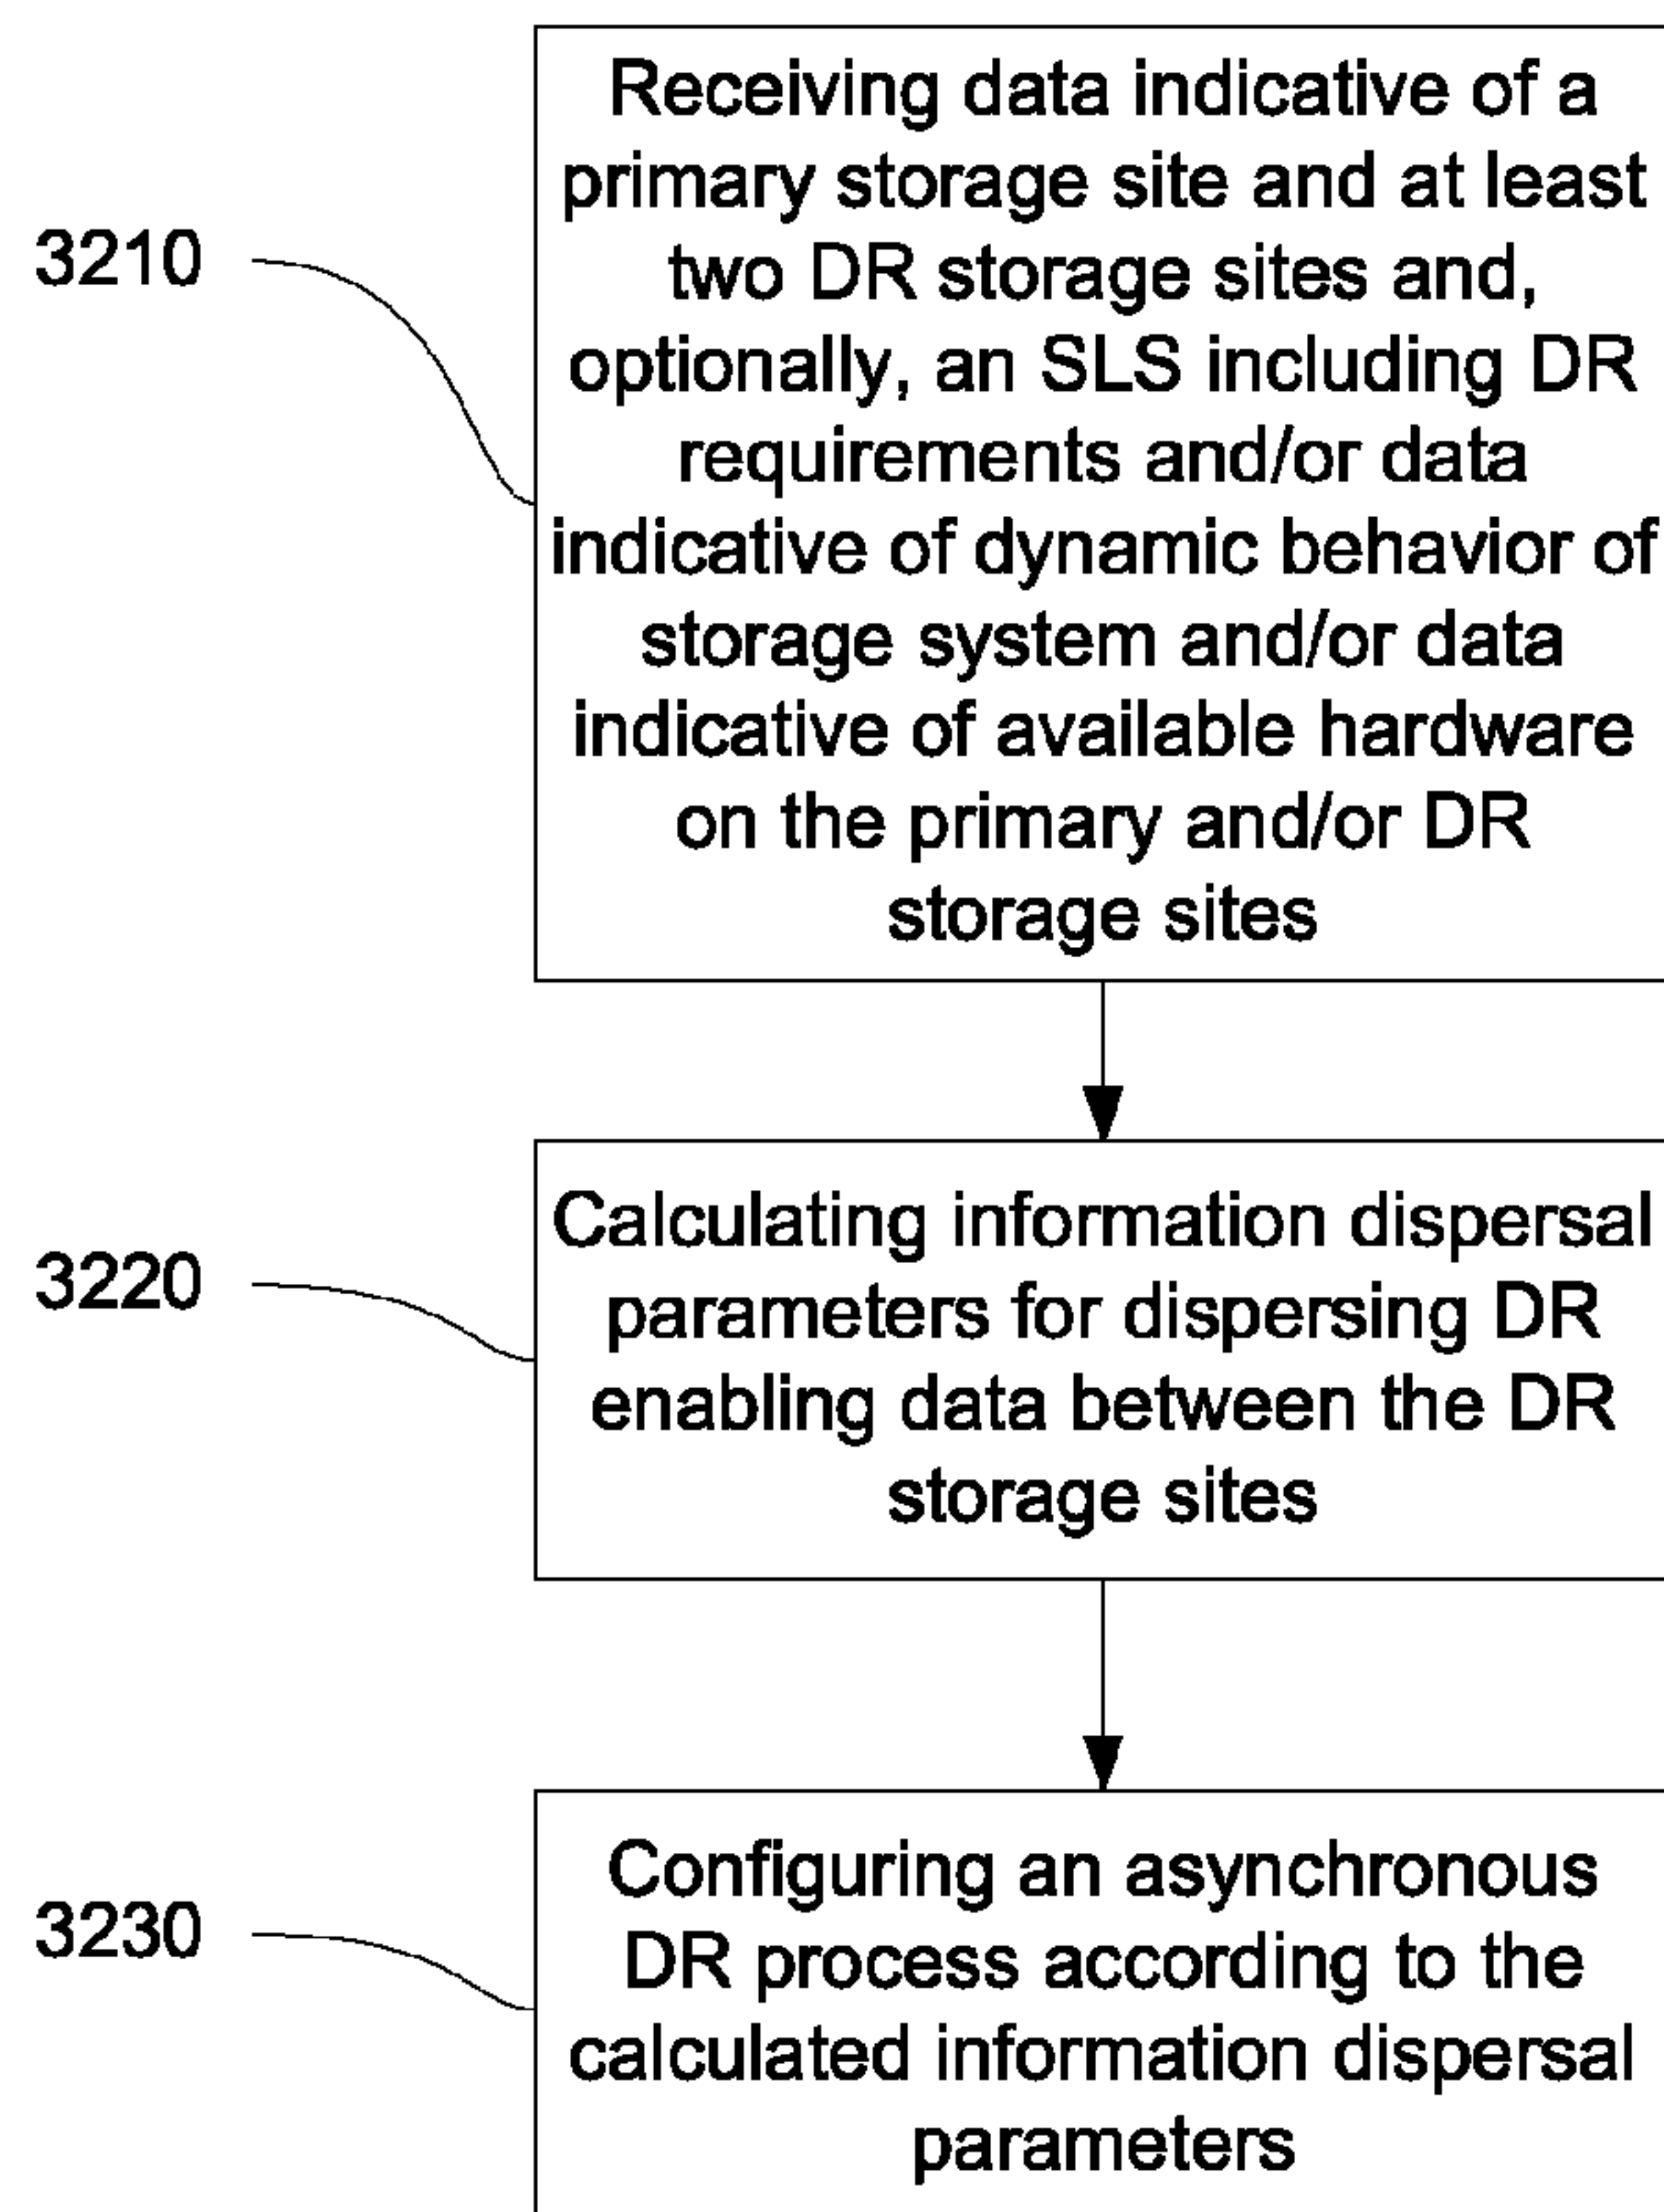 3210
Receiving data indicative of a
primary storage site and at least
two DR storage sites and,
optionally, an SLS including DR
requirements and/or data
indicative of dynamic behavior of
storage system and/or data
indicative of available hardware
on the primary and/or DR
storage sites
3220
Calculating information dispersal
parameters for dispersing DR
enabling data between the DR
storage sites
3230
Configuring an asynchronous
DR process according to the
calculated information dispersal
parameters